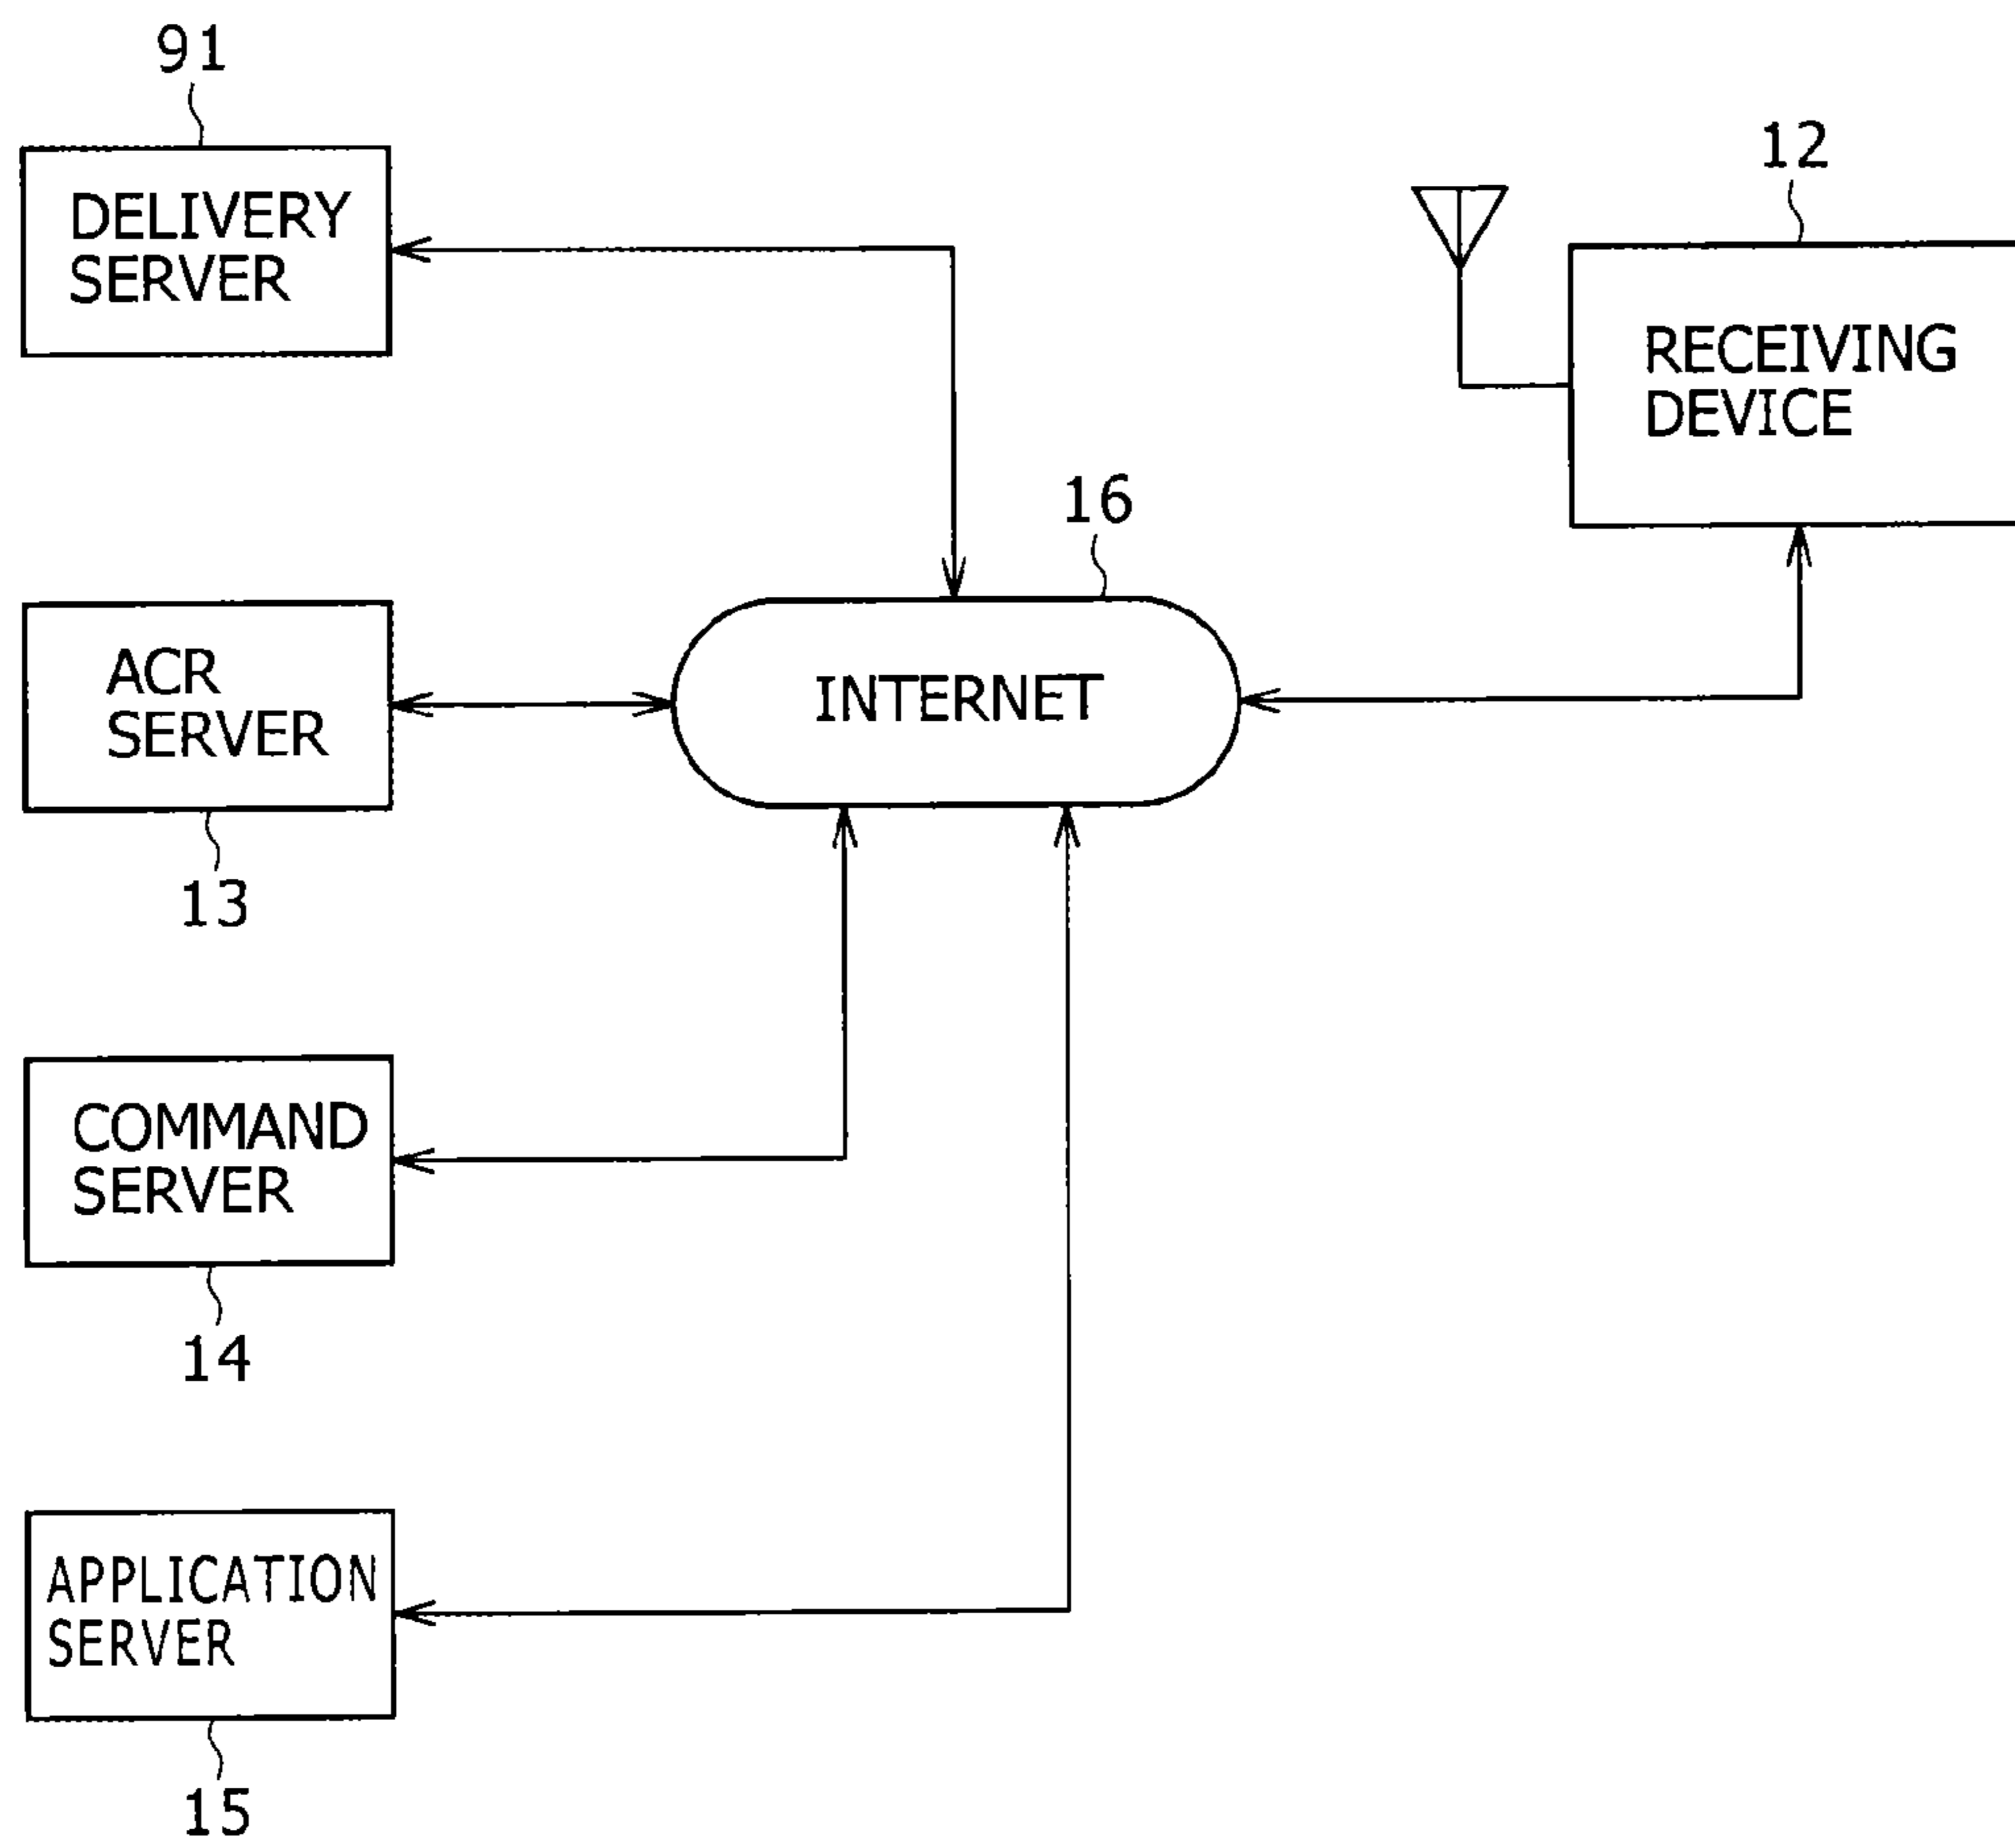 91
DELIVERY
SERVER
12
RECEIVING
DEVICE
16
INTERNET
ACR
SERVER
13
COMMAND
SERVER
14
APPLICATION
SERVER
15